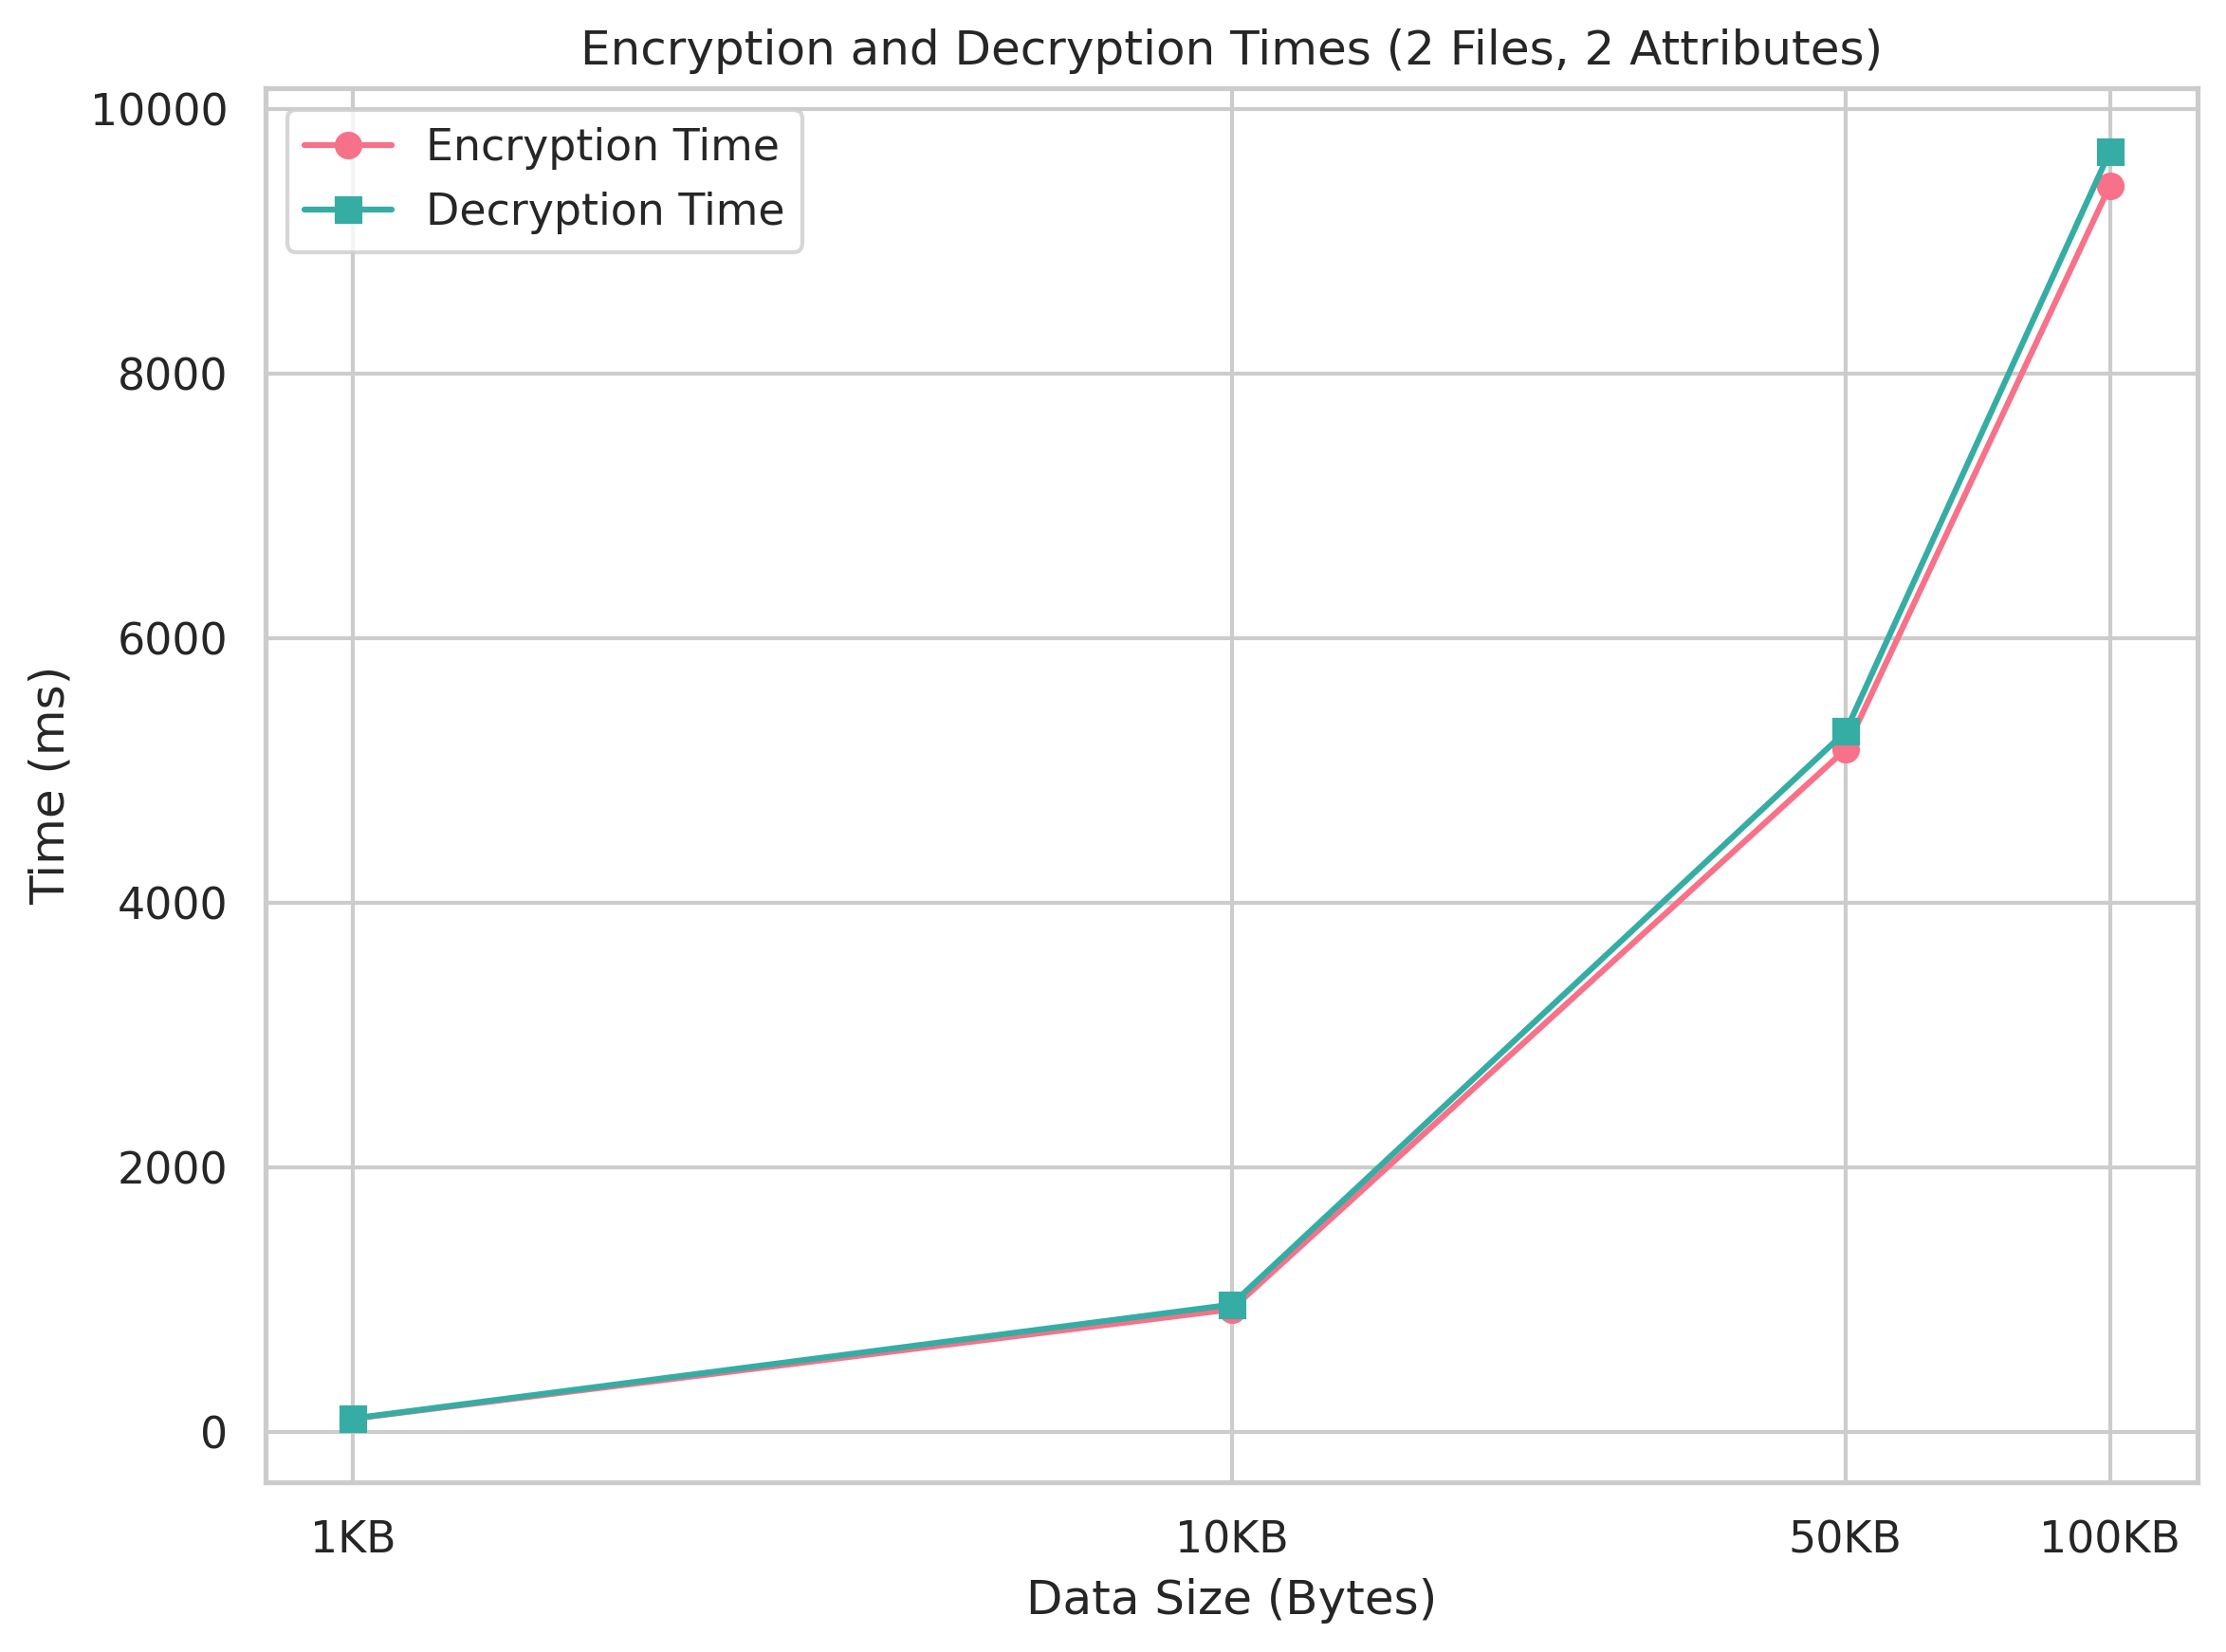 Encryption and Decryption Times (2 Files, 2 Attributes)
10000
8000
6000
4000
2000
0
Time (ms)
Encryption Time
Decryption Time
1KB
10KB
50KB
100KB
Data Size (Bytes)